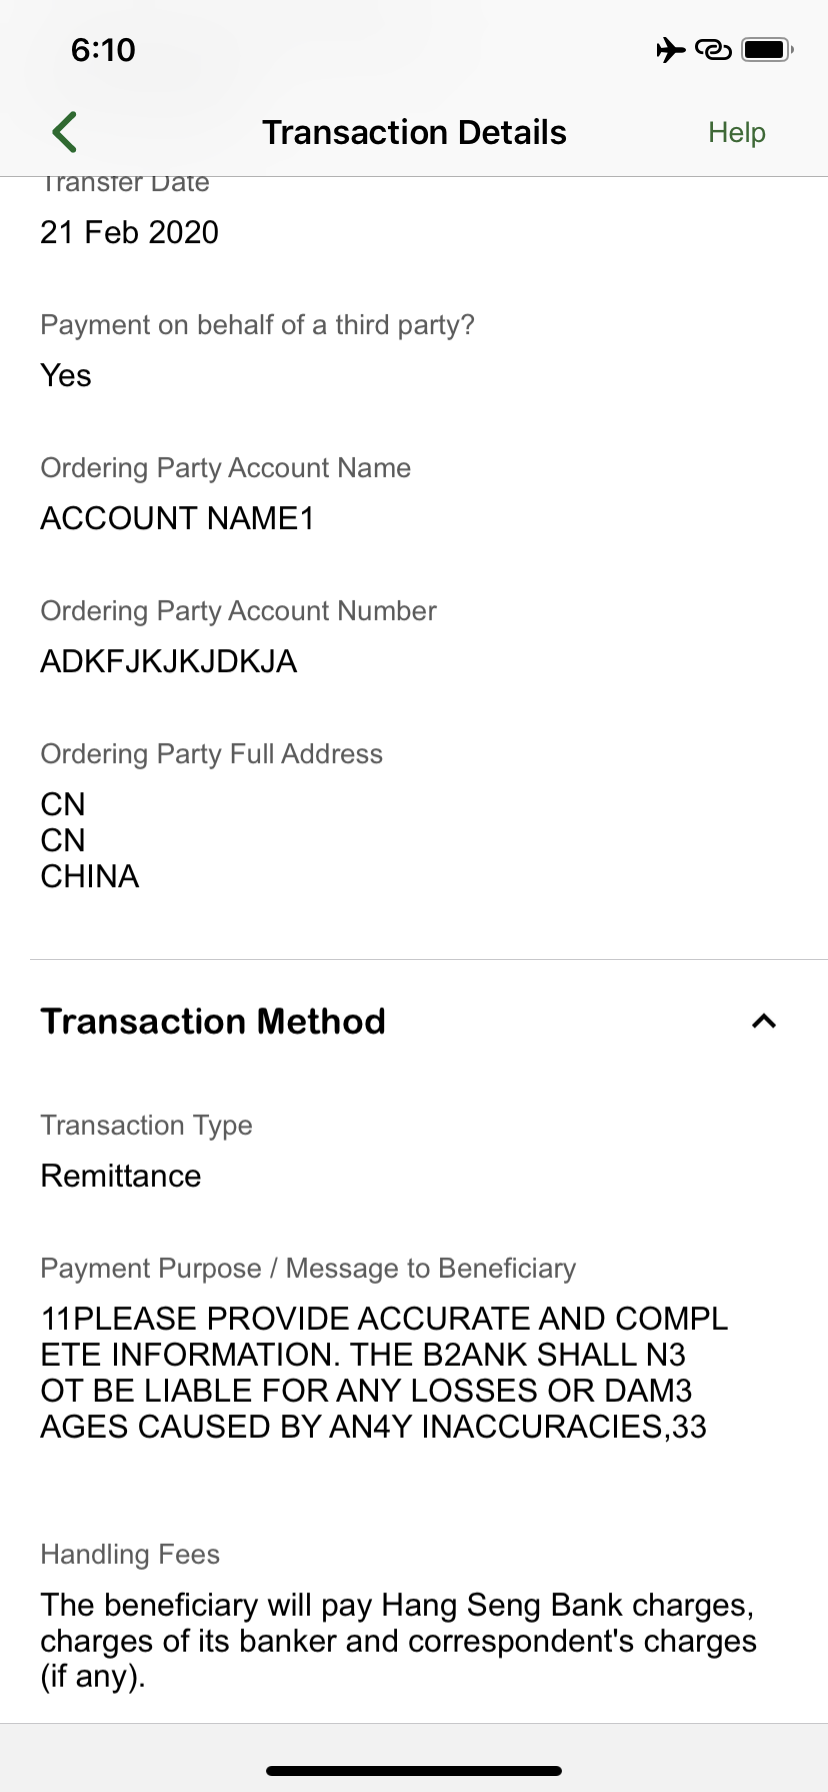 6:10
Transaction Details
Help
Transfer Date
21 Feb 2020
Payment on behalf of a third party?
Yes
Ordering Party Account Name
ACCOUNT NAME1
Ordering Party Account Number
ADKFJKJKJDKJA
Ordering Party Full Address
CN
CN
CHINA
Transaction Method
Transaction Type
Remittance
Payment Purpose / Message to Beneficiary
11PLEASE PROVIDE ACCURATE AND COMPL
ETE INFORMATION. THE B2ANK SHALL N3
OT BE LIABLE FOR ANY LOSSES OR DAM3
AGES CAUSED BY AN4Y INACCURACIES,33
Handling Fees
The beneficiary will pay Hang Seng Bank charges,
charges of its banker and correspondent's charges
(if any).